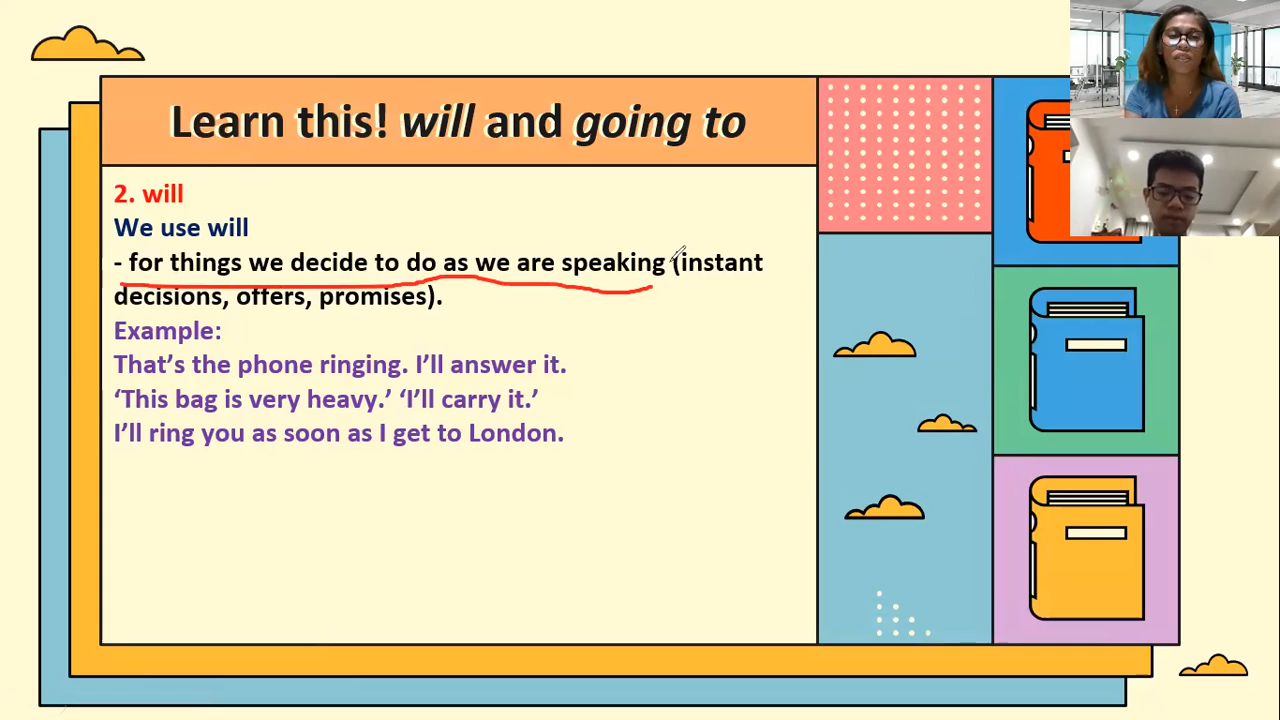 Learn this! will and going to
2. will
We use will
- for things we decide to do as we are speaking (instant
decisions, offers, promises).
Example:
That’s the phone ringing. I’ll answer it.
‘This bag is very heavy.’ ‘I’ll carry it.’
I’ll ring you as soon as I get to London.